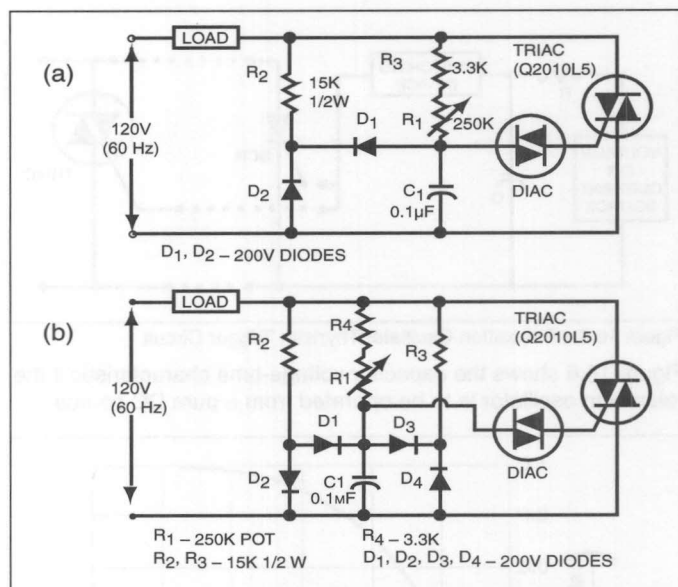 (a)
LOAD
R2
15K
1/2W
R3
3.3K
R1
250K
TRIAC
(Q2010L5)
120V
(60 Hz)
D1
D2
C1
0.1µF
DIAC
D1, D2 – 200V DIODES
(b)
LOAD
R2
R4
R1
R3
TRIAC
(Q2010L5)
120V
(60 Hz)
D1
D3
D2
C1
0.1MF
D4
DIAC
R1 – 250K POT
R2, R3 – 15K 1/2 W
R4 – 3.3K
D1, D2, D3, D4 – 200V DIODES